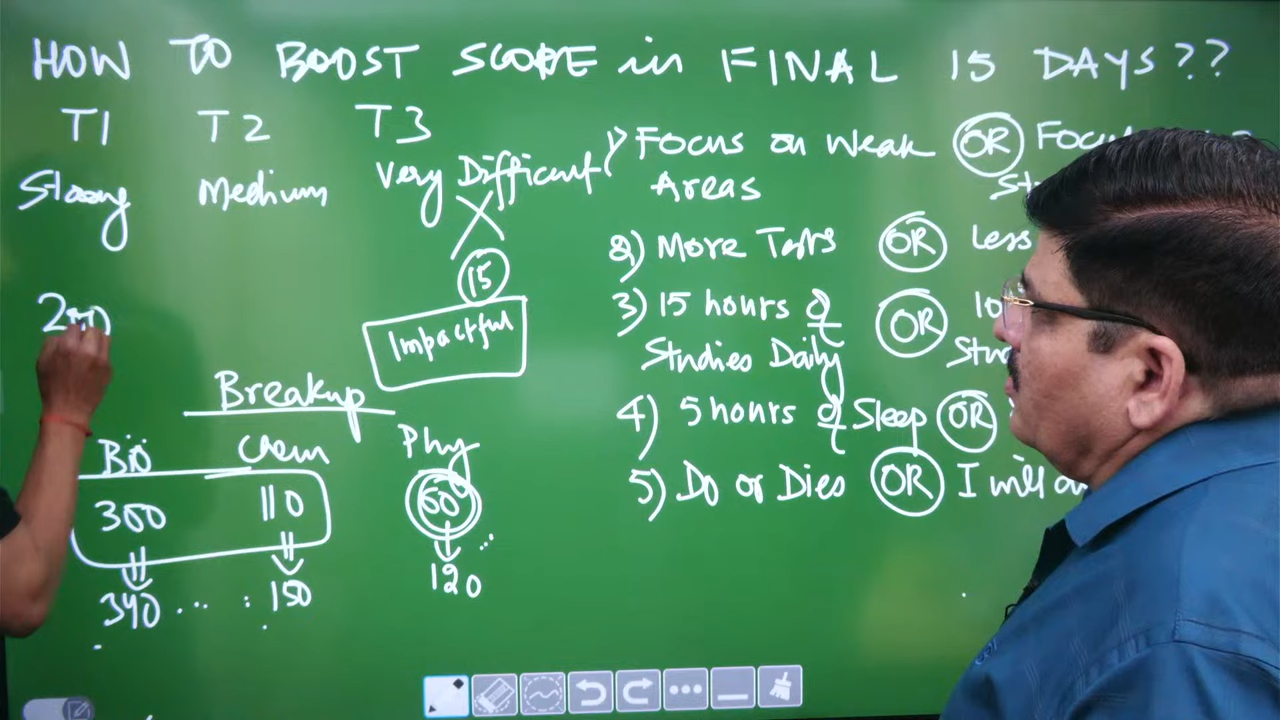 HOW TO BOOST SCORE in FINAL 15 DAYS??
T1 T2 T3
Strong Medium Very Difficult
15
Impactful
Breakup
Bio Chem Phy
300 110 60
340 ... 150 120
1) Focus on Weak Areas OR
2) More Tests OR Less
3) 15 hours of Studies Daily OR 10
4) 5 hours of Sleep OR
5) Do or Dies OR I will